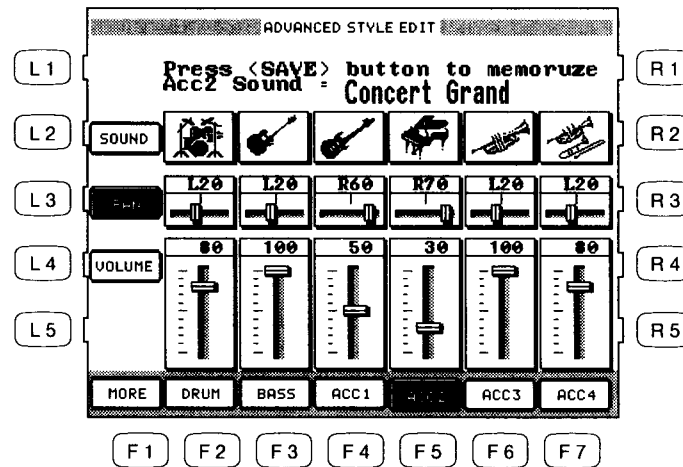 ADVANCED STYLE EDIT
L1 Press <SAVE> button to memoruze R1
Acc2 Sound = Concert Grand
L2 SOUND R2
L3 PAN L20 L20 R60 R70 L20 L20 R3
L4 VOLUME 80 100 50 30 100 80 R4
L5 R5
MORE DRUM BASS ACC1 ACC2 ACC3 ACC4
F1 F2 F3 F4 F5 F6 F7